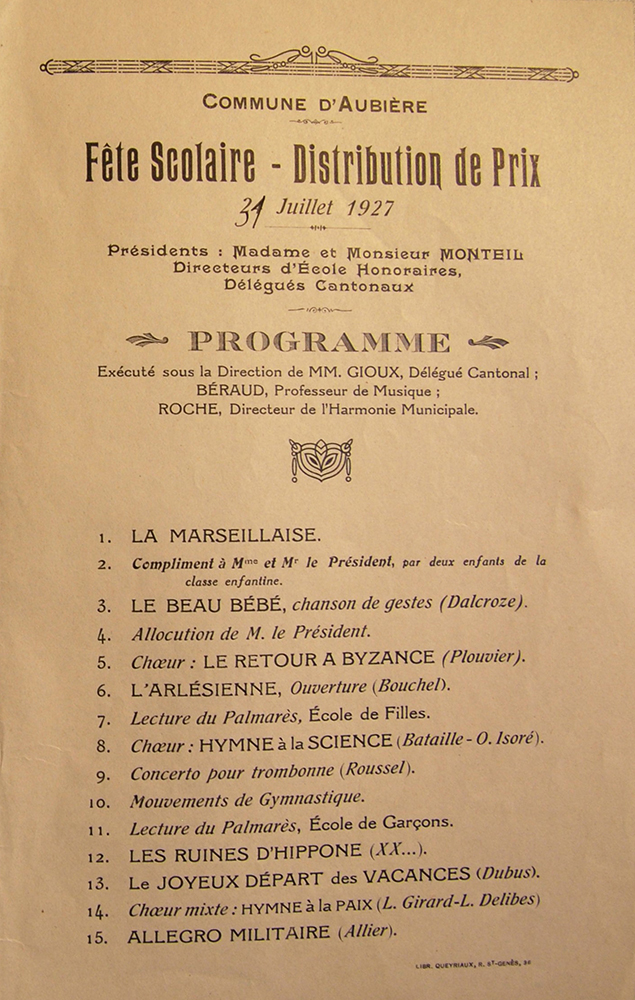 COMMUNE D'AUBIÈRE
Fête Scolaire - Distribution de Prix
31 Juillet 1927
Présidents : Madame et Monsieur MONTEIL
Directeurs d'École Honoraires,
Délégués Cantonaux
PROGRAMME
Exécuté sous la Direction de MM. GIOUX, Délégué Cantonal ;
BÉRAUD, Professeur de Musique ;
ROCHE, Directeur de l'Harmonie Municipale.
1. LA MARSEILLAISE.
2. Compliment à Mme et Mr le Président, par deux enfants de la
classe enfantine.
3. LE BEAU BÉBÉ, chanson de gestes (Dalcroze).
4. Allocution de M. le Président.
5. Chœur : LE RETOUR A BYZANCE (Plouvier).
6. L'ARLÉSIENNE, Ouverture (Bouchel).
7. Lecture du Palmarès, École de Filles.
8. Chœur : HYMNE à la SCIENCE (Bataille - O. Isoré).
9. Concerto pour trombonne (Roussel).
10. Mouvements de Gymnastique.
11. Lecture du Palmarès, École de Garçons.
12. LES RUINES D'HIPPONE (XX...).
13. Le JOYEUX DÉPART des VACANCES (Dubus).
14. Chœur mixte : HYMNE à la PAIX (L. Girard-L. Delibes)
15. ALLEGRO MILITAIRE (Allier).
LIBR. QUEYRIAUX, R. ST-GENÈS, 36